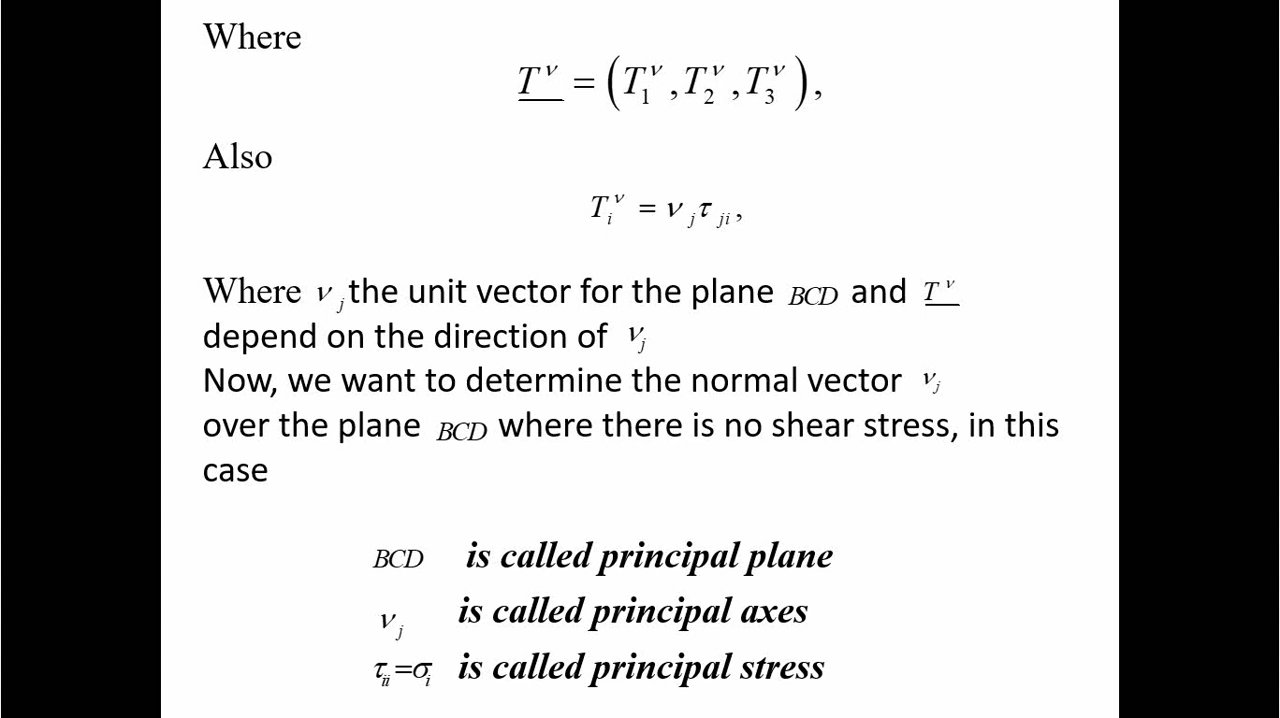 Where
T^ν = (T_1^ν, T_2^ν, T_3^ν),
Also
T_i^ν = ν_j τ_ji,
Where ν_j the unit vector for the plane BCD and T^ν
depend on the direction of ν_j
Now, we want to determine the normal vector ν_j
over the plane BCD where there is no shear stress, in this
case
BCD is called principal plane
ν_j is called principal axes
τ_ii=σ_i is called principal stress